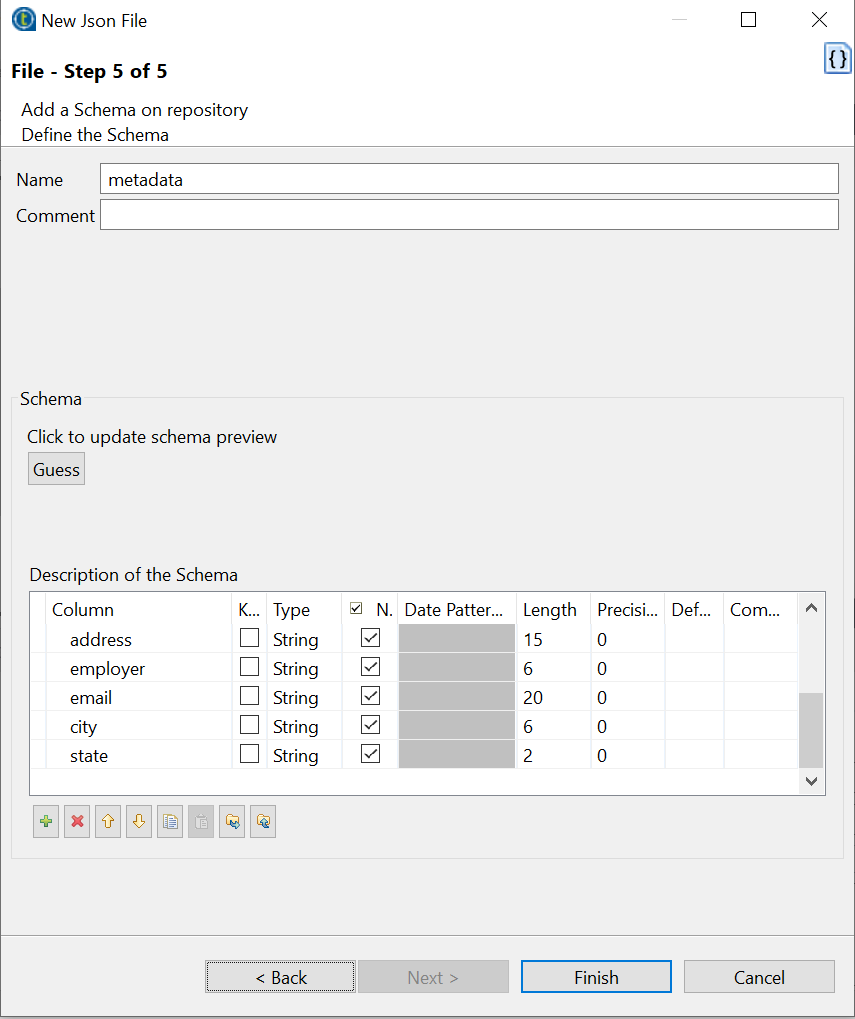 New Json File
File - Step 5 of 5
{}
Add a Schema on repository
Define the Schema
Name metadata
Comment
Schema
Click to update schema preview
Guess
Description of the Schema
Column K... Type N. Date Patter... Length Precisi... Def... Com...
address String 15 0
employer String 6 0
email String 20 0
city String 6 0
state String 2 0
< Back Next > Finish Cancel